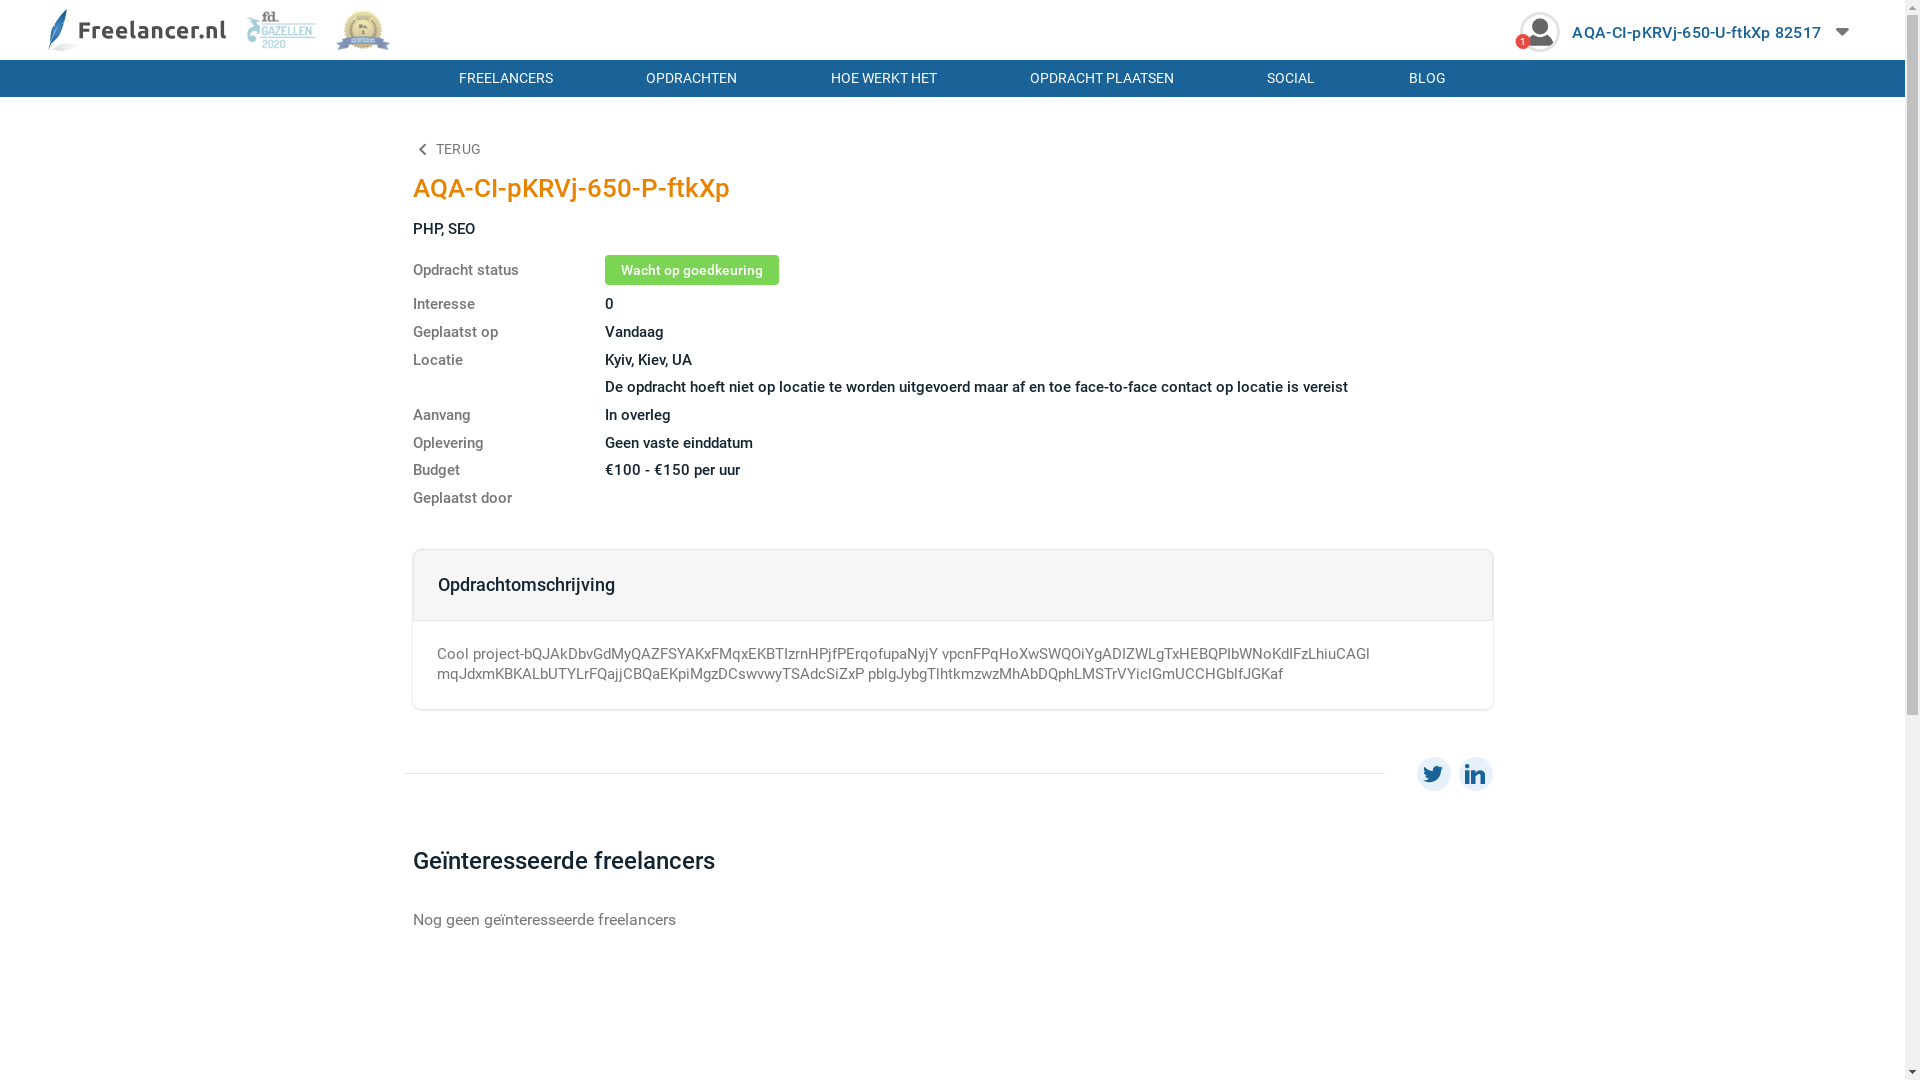 Freelancer.nl
fd.
GAZELLEN
2020
No.
1
1
AQA-CI-pKRVj-650-U-ftkXp 82517
FREELANCERS
OPDRACHTEN
HOE WERKT HET
OPDRACHT PLAATSEN
SOCIAL
BLOG
TERUG
AQA-CI-pKRVj-650-P-ftkXp
PHP, SEO
Opdracht status Wacht op goedkeuring
Interesse 0
Geplaatst op Vandaag
Locatie Kyiv, Kiev, UA
De opdracht hoeft niet op locatie te worden uitgevoerd maar af en toe face-to-face contact op locatie is vereist
Aanvang In overleg
Oplevering Geen vaste einddatum
Budget €100 - €150 per uur
Geplaatst door
Opdrachtomschrijving
Cool project-bQJAkDbvGdMyQAZFSYAKxFMqxEKBTIzrnHPjfPErqofupaNyjY vpcnFPqHoXwSWQOiYgADIZWLgTxHEBQPIbWNoKdIFzLhiuCAGl
mqJdxmKBKALbUTYLrFQajjCBQaEKpiMgzDCswvwyTSAdcSiZxP pbIgJybgTlhtkmzwzMhAbDQphLMSTrVYiclGmUCCHGbIfJGKaf
Geïnteresseerde freelancers
Nog geen geïnteresseerde freelancers